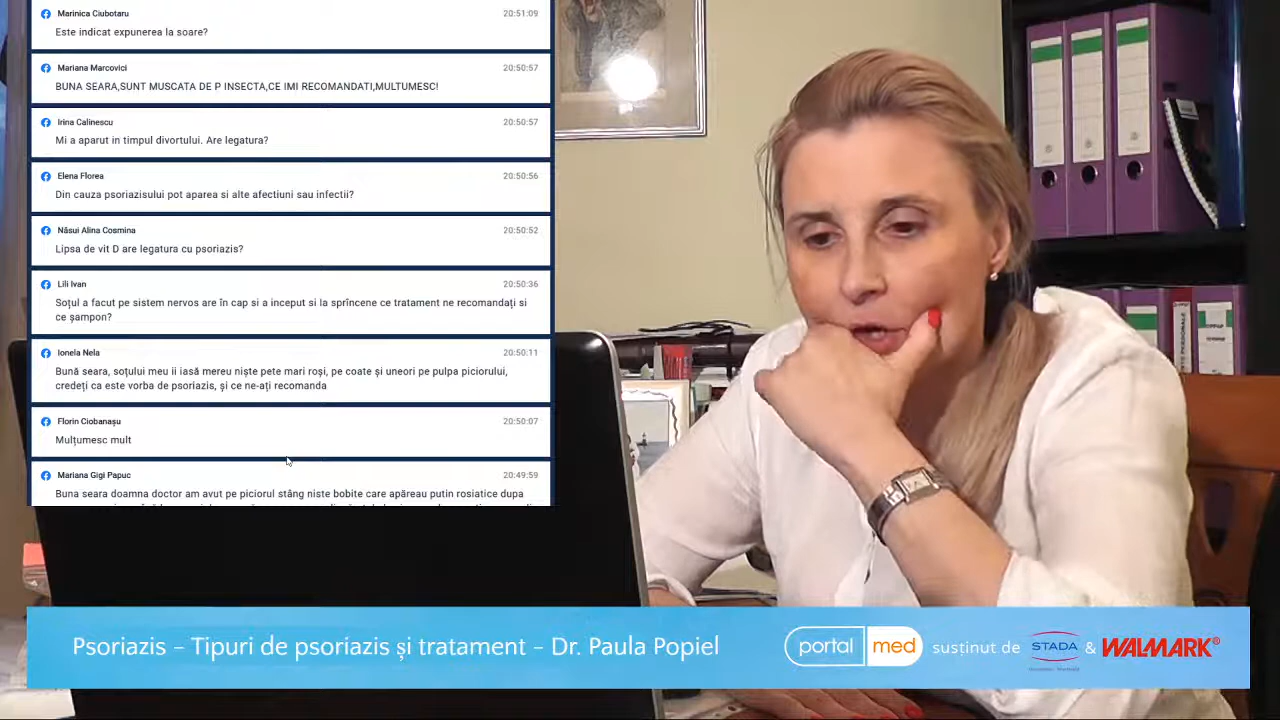 Marinica Ciubotaru 20:51:09
Este indicat expunerea la soare?
Mariana Marcovici 20:50:57
BUNA SEARA,SUNT MUSCATA DE P INSECTA,CE IMI RECOMANDATI,MULTUMESC!
Irina Calinescu 20:50:57
Mi a aparut in timpul divortului. Are legatura?
Elena Florea 20:50:56
Din cauza psoriazisului pot aparea si alte afectiuni sau infectii?
Năsui Alina Cosmina 20:50:52
Lipsa de vit D are legatura cu psoriazis?
Lili Ivan 20:50:36
Soțul a facut pe sistem nervos are în cap si a inceput si la sprîncene ce tratament ne recomandați si
ce șampon?
Ionela Nela 20:50:11
Bună seara, soțului meu ii iasă mereu niște pete mari roși, pe coate și uneori pe pulpa piciorului,
credeți ca este vorba de psoriazis, și ce ne-ați recomanda
Florin Ciobanașu 20:50:07
Mulțumesc mult
Mariana Gigi Papuc 20:49:59
Buna seara doamna doctor am avut pe piciorul stâng niste bobite care apăreau putin rosiatice dupa
Psoriazis – Tipuri de psoriazis și tratament – Dr. Paula Popiel
portal med susținut de STADA & WALMARK®